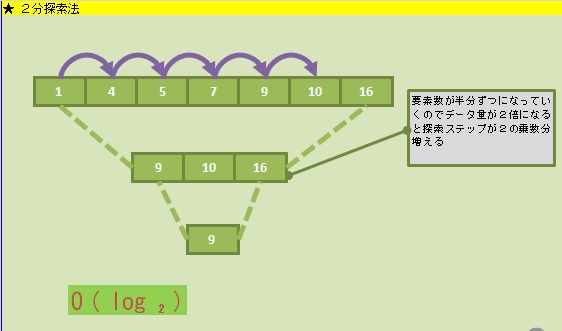 ★ ２分探索法
1 4 5 7 9 10 16
要素数が半分ずつになってい
くのでデータ量が２倍になる
と探索ステップが２の乗数分
増える
9 10 16
9
O( log ₂ )